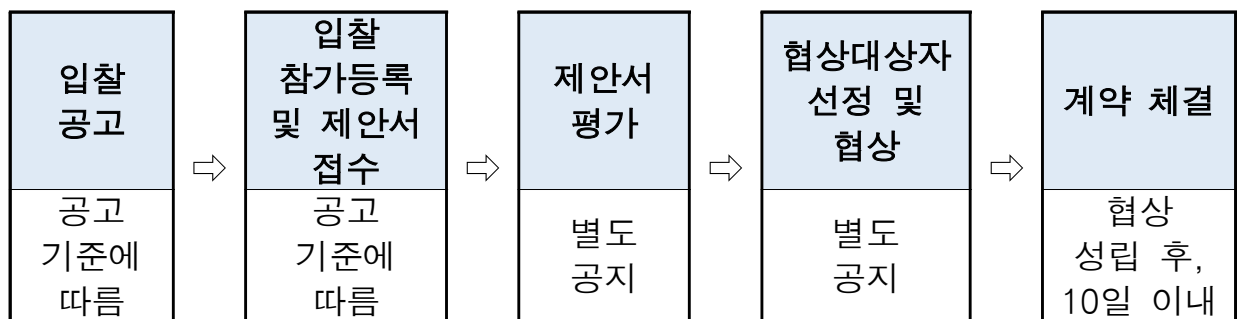 입찰
공고
공고
기준에
따름
⇨
입찰
참가등록
및 제안서
접수
공고
기준에
따름
⇨
제안서
평가
별도
공지
⇨
협상대상자
선정 및
협상
별도
공지
⇨
계약 체결
협상
성립 후,
10일 이내